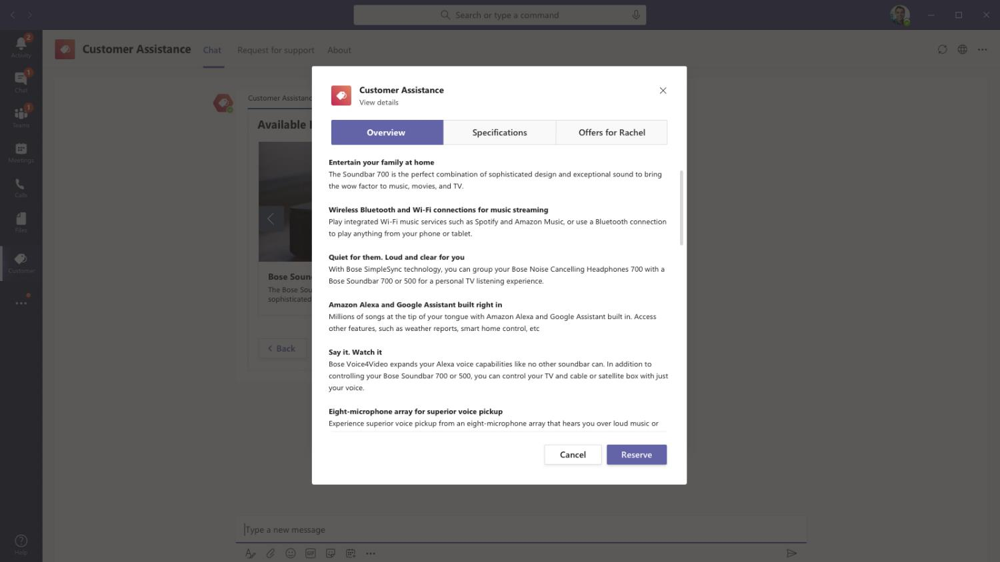 Search or type a command
2
Activity
1
Chat
1
Teams
Meetings
Calls
Files
Customer
Help
Customer Assistance
Chat
Request for support
About
Customer Assistance
Available
Bose Soun
The Bose Sou
sophisticated
Back
Customer Assistance
View details
Overview
Specifications
Offers for Rachel
Entertain your family at home
The Soundbar 700 is the perfect combination of sophisticated design and exceptional sound to bring
the wow factor to music, movies, and TV.
Wireless Bluetooth and Wi-Fi connections for music streaming
Play integrated Wi-Fi music services such as Spotify and Amazon Music, or use a Bluetooth connection
to play anything from your phone or tablet.
Quiet for them. Loud and clear for you
With Bose SimpleSync technology, you can group your Bose Noise Cancelling Headphones 700 with a
Bose Soundbar 700 or 500 for a personal TV listening experience.
Amazon Alexa and Google Assistant built right in
Millions of songs at the tip of your tongue with Amazon Alexa and Google Assistant built in. Access
other features, such as weather reports, smart home control, etc
Say it. Watch it
Bose Voice4Video expands your Alexa voice capabilities like no other soundbar can. In addition to
controlling your Bose Soundbar 700 or 500, you can control your TV and cable or satellite box with just
your voice.
Eight-microphone array for superior voice pickup
Experience superior voice pickup from an eight-microphone array that hears you over loud music or
Cancel
Reserve
Type a new message
GIF